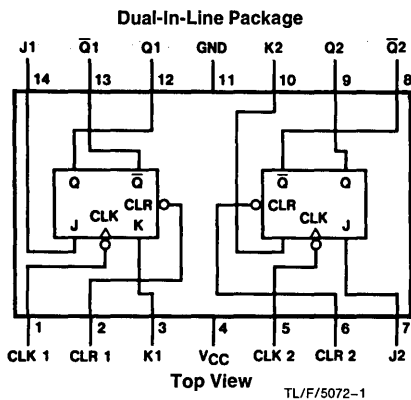 Dual-In-Line Package
J1 Q̅1 Q1 GND K2 Q2 Q̅2
14 13 12 11 10 9 8
Q Q̅ Q̅ Q
CLR CLR
CLK CLK
J K J
1 2 3 4 5 6 7
CLK 1 CLR 1 K1 VCC CLK 2 CLR 2 J2
Top View
TL/F/5072-1